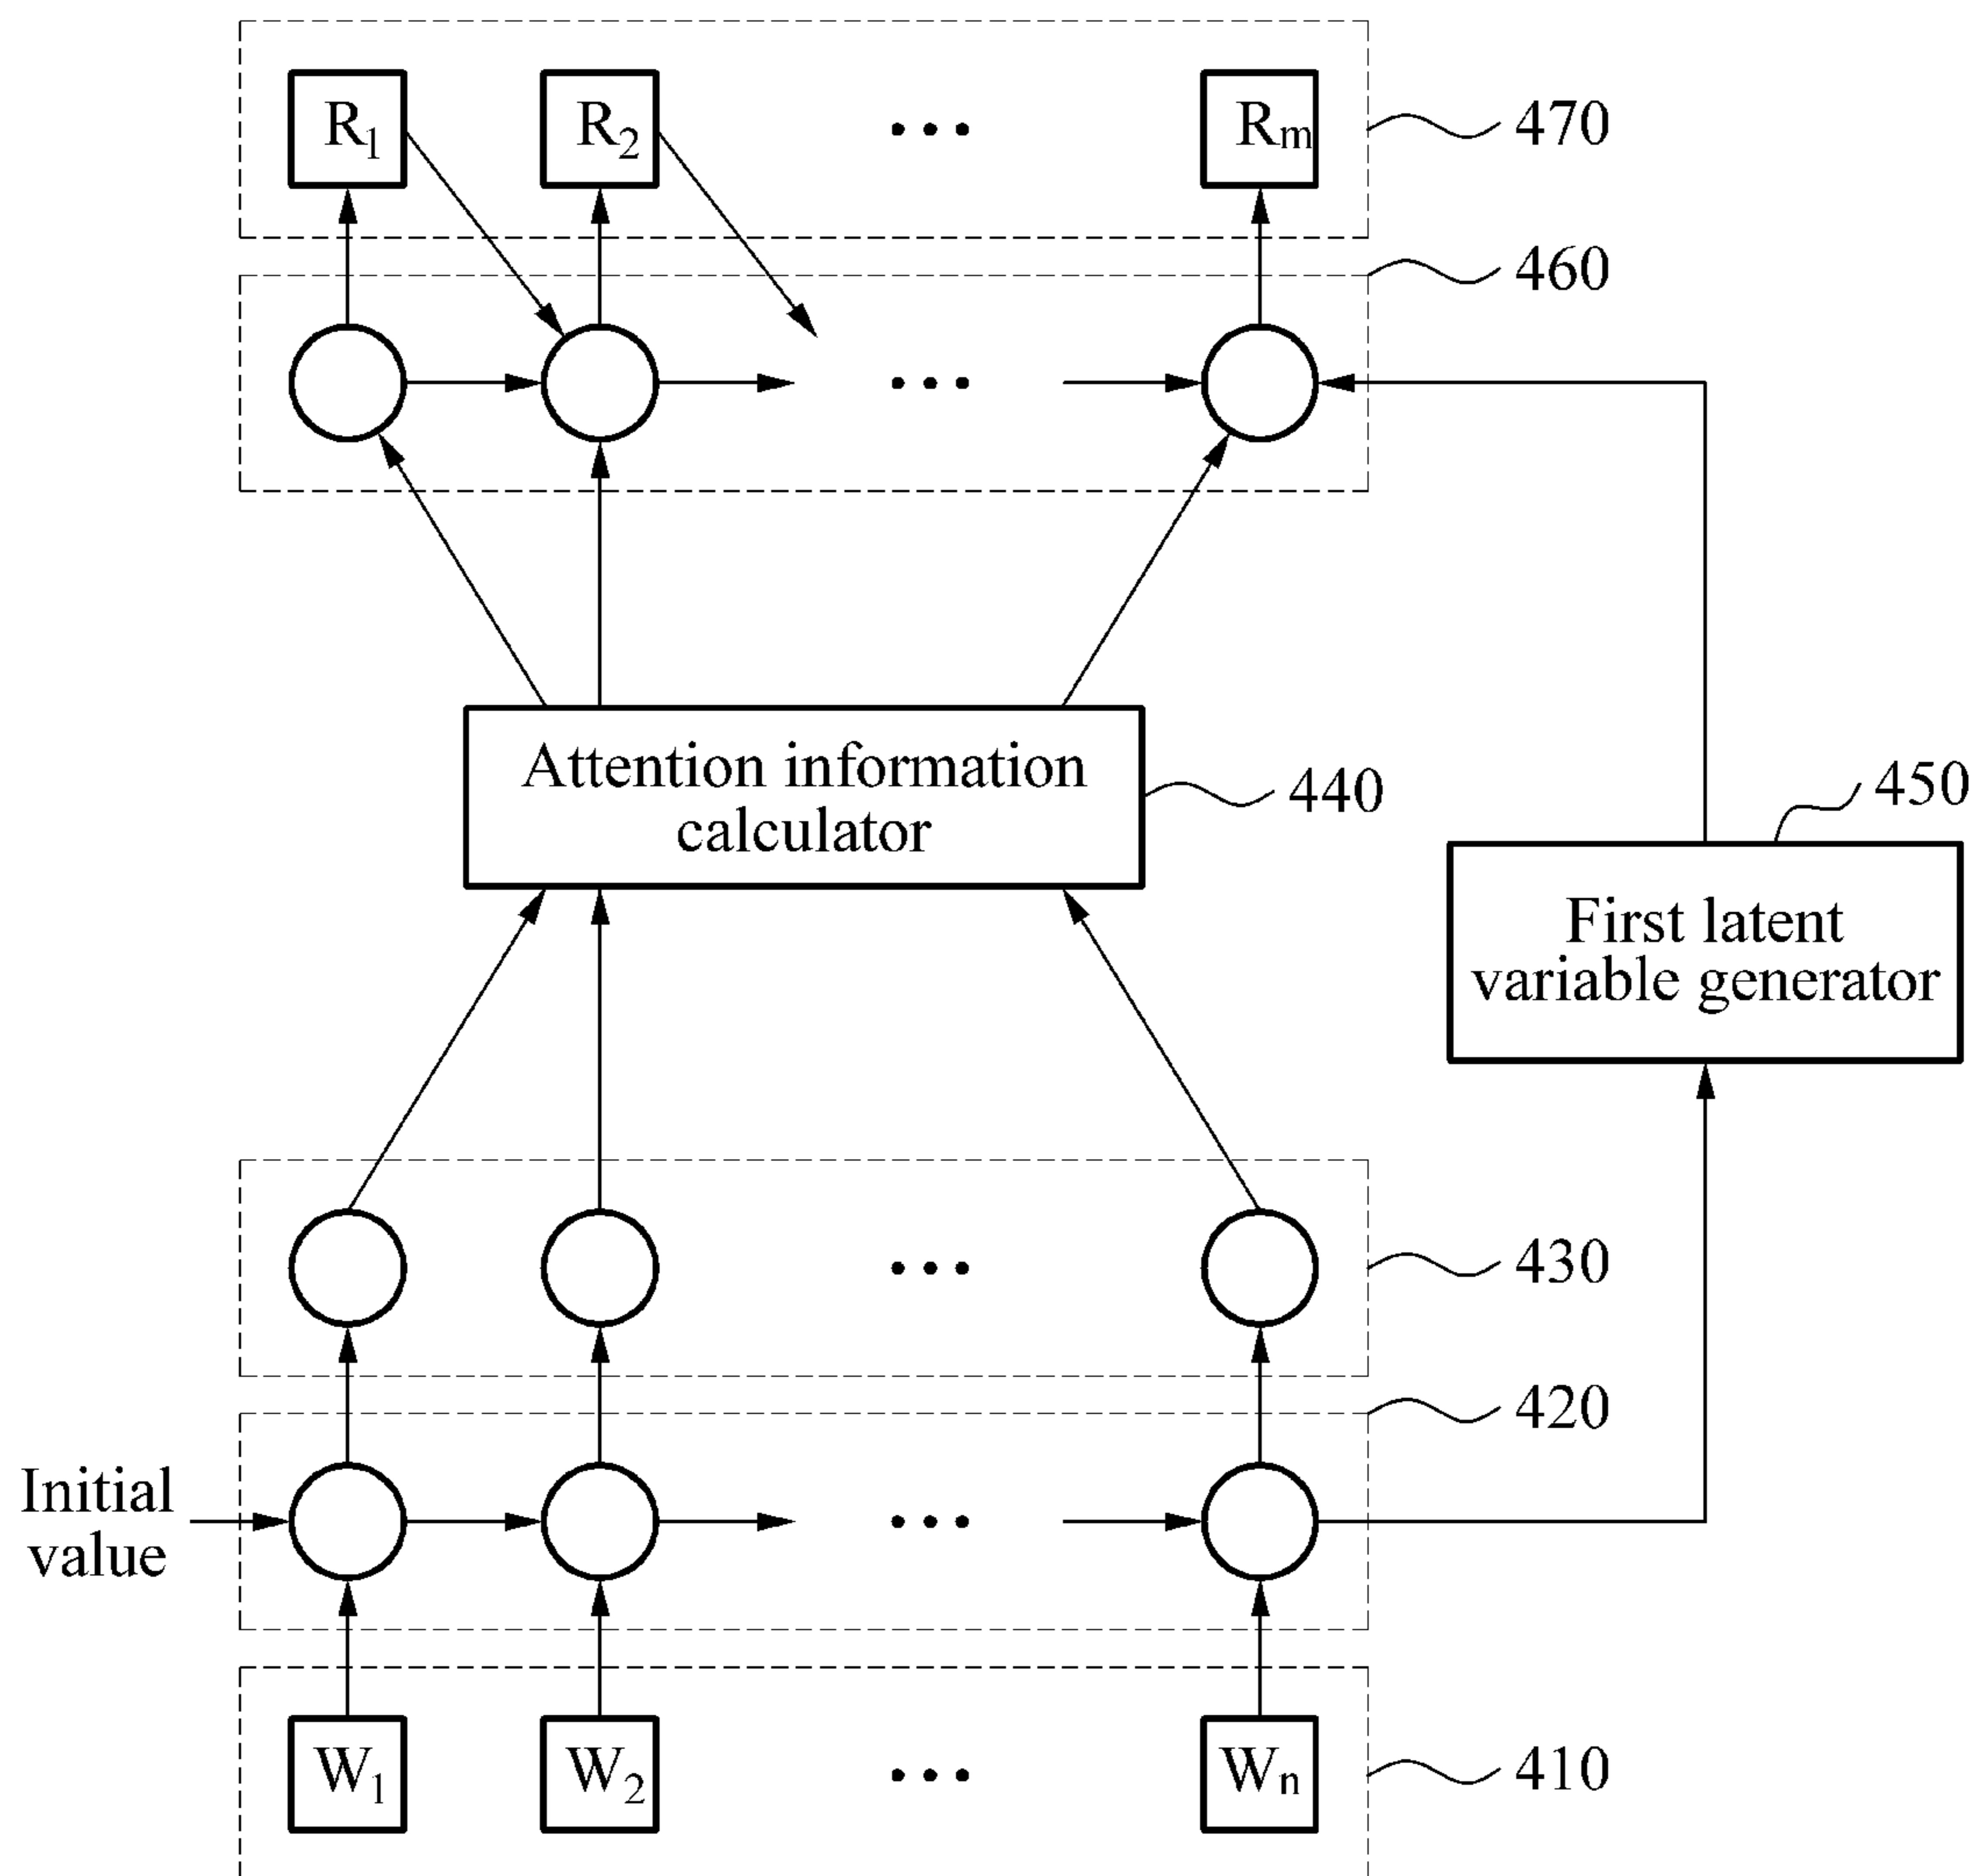 R1 R2 ... Rm 470
460
Attention information
calculator
440
450
First latent
variable generator
430
420
Initial
value
W1 W2 ... Wn 410